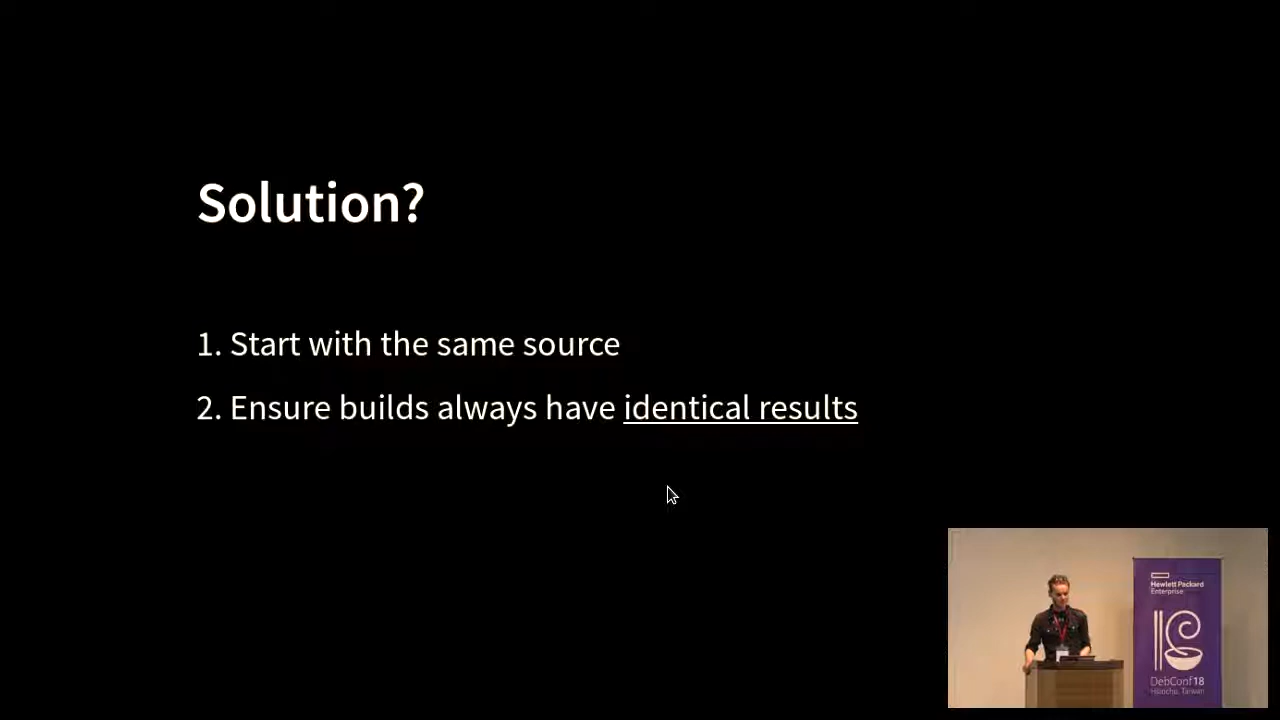 Solution?
1. Start with the same source
2. Ensure builds always have identical results
Hewlett Packard
Enterprise
DebConf18
Hsinchu, Taiwan